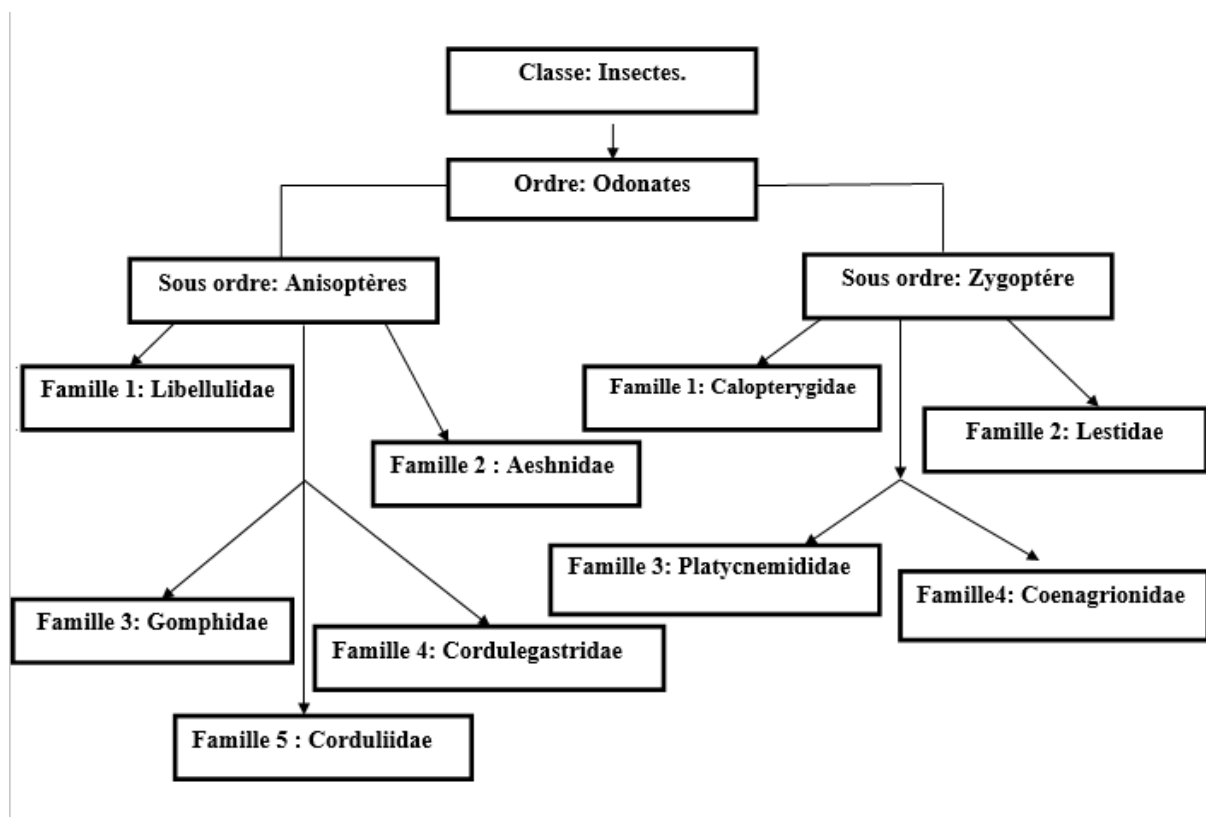 Classe: Insectes.
Ordre: Odonates
Sous ordre: Anisoptères
Sous ordre: Zygoptére
Famille 1: Libellulidae
Famille 1: Calopterygidae
Famille 2 : Aeshnidae
Famille 2: Lestidae
Famille 3: Platycnemididae
Famille4: Coenagrionidae
Famille 3: Gomphidae
Famille 4: Cordulegastridae
Famille 5 : Corduliidae